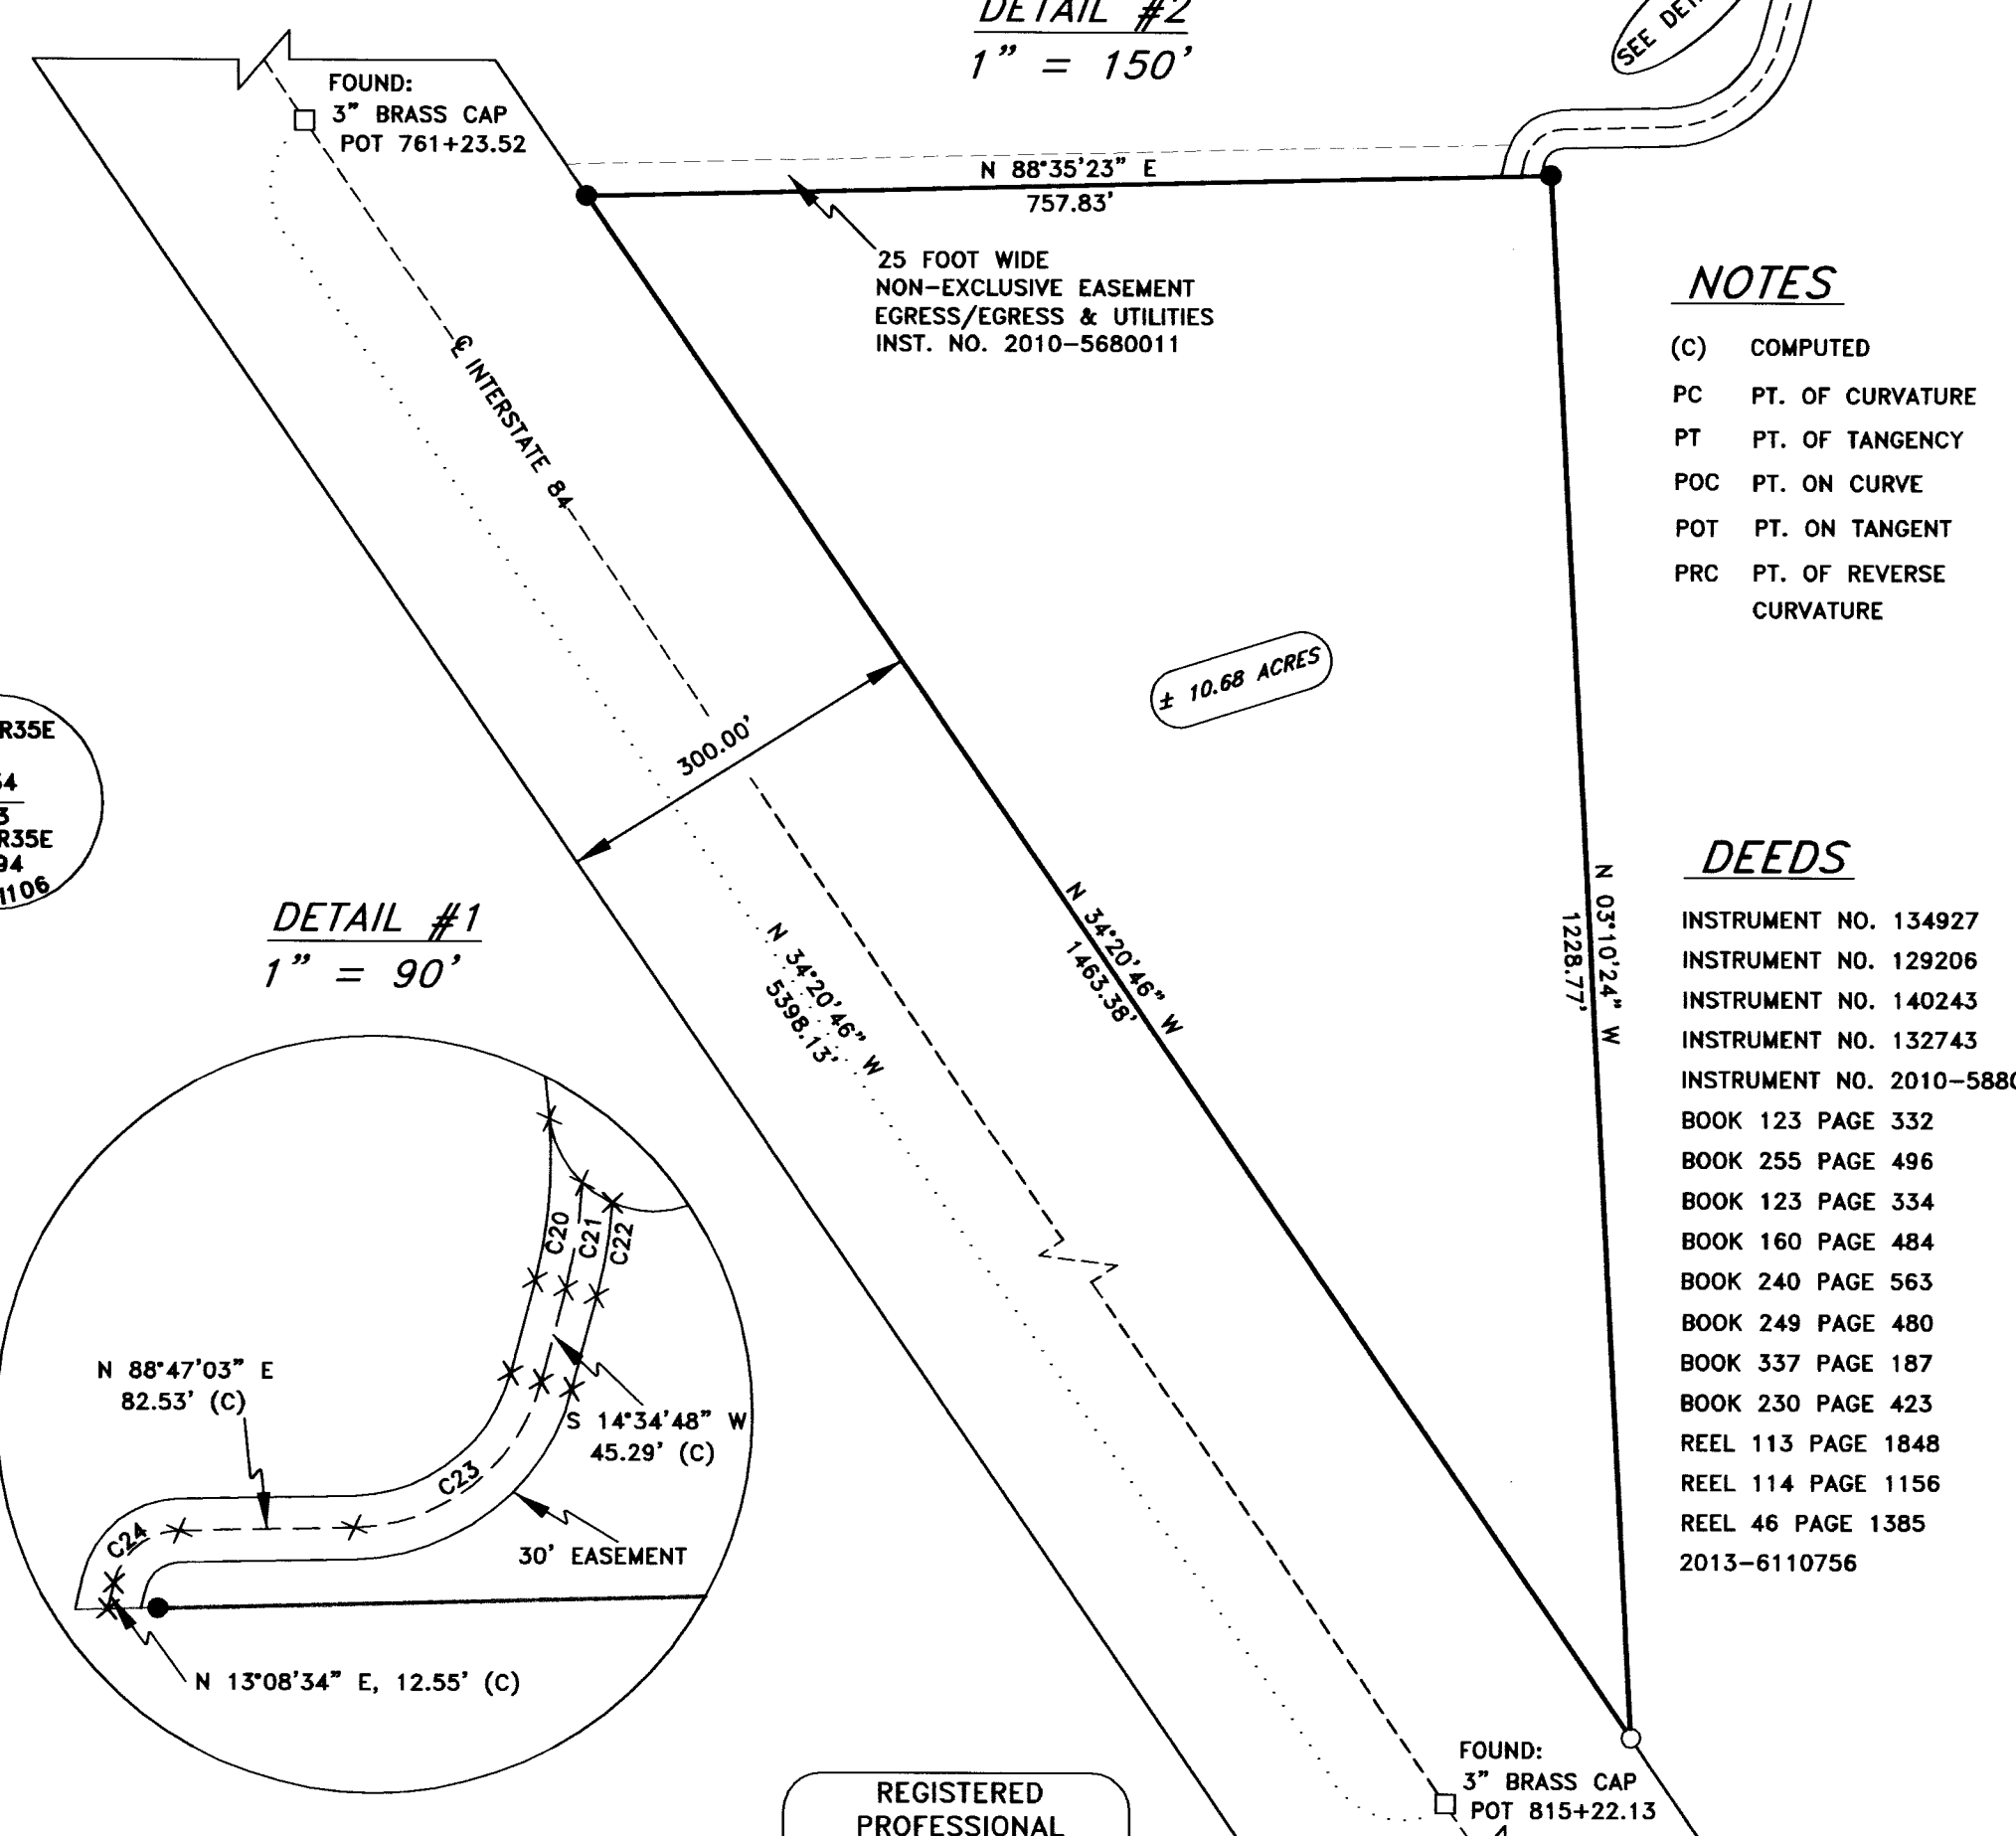 DETAIL #2
1" = 150'
SEE
FOUND:
3" BRASS CAP
POT 761+23.52
N 88°35'23" E
757.83'
25 FOOT WIDE
NON-EXCLUSIVE EASEMENT
EGRESS/EGRESS & UTILITIES
INST. NO. 2010-5680011
℄ INTERSTATE 84
300.00'
± 10.68 ACRES
N 34°20'46" W
1463.38'
N 34°20'46" W
5398.13'
N 03°10'24" W
1228.77'
NOTES
(C) COMPUTED
PC PT. OF CURVATURE
PT PT. OF TANGENCY
POC PT. ON CURVE
POT PT. ON TANGENT
PRC PT. OF REVERSE
CURVATURE
R35E
R35E
DETAIL #1
1" = 90'
C20
C21
C22
N 88°47'03" E
82.53' (C)
S 14°34'48" W
45.29' (C)
C23
C24
30' EASEMENT
N 13°08'34" E, 12.55' (C)
DEEDS
INSTRUMENT NO. 134927
INSTRUMENT NO. 129206
INSTRUMENT NO. 140243
INSTRUMENT NO. 132743
INSTRUMENT NO. 2010-5880
BOOK 123 PAGE 332
BOOK 255 PAGE 496
BOOK 123 PAGE 334
BOOK 160 PAGE 484
BOOK 240 PAGE 563
BOOK 249 PAGE 480
BOOK 337 PAGE 187
BOOK 230 PAGE 423
REEL 113 PAGE 1848
REEL 114 PAGE 1156
REEL 46 PAGE 1385
2013-6110756
FOUND:
3" BRASS CAP
POT 815+22.13
REGISTERED
PROFESSIONAL